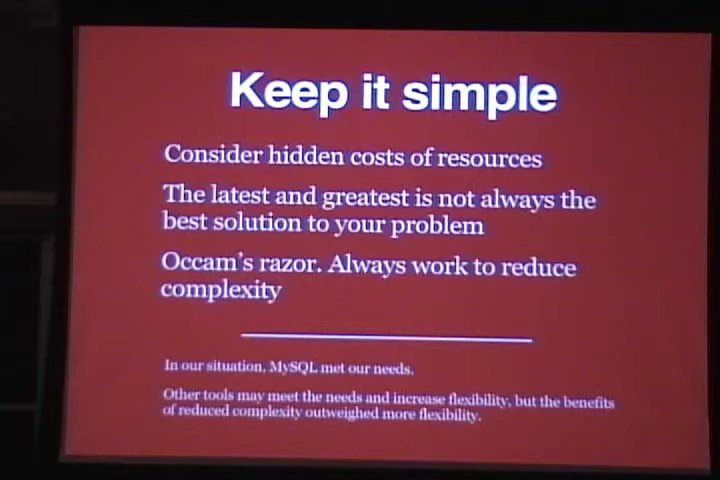 Keep it simple
Consider hidden costs of resources
The latest and greatest is not always the
best solution to your problem
Occam's razor. Always work to reduce
complexity
In our situation, MySQL met our needs.
Other tools may meet the needs and increase flexibility, but the benefits
of reduced complexity outweighed more flexibility.